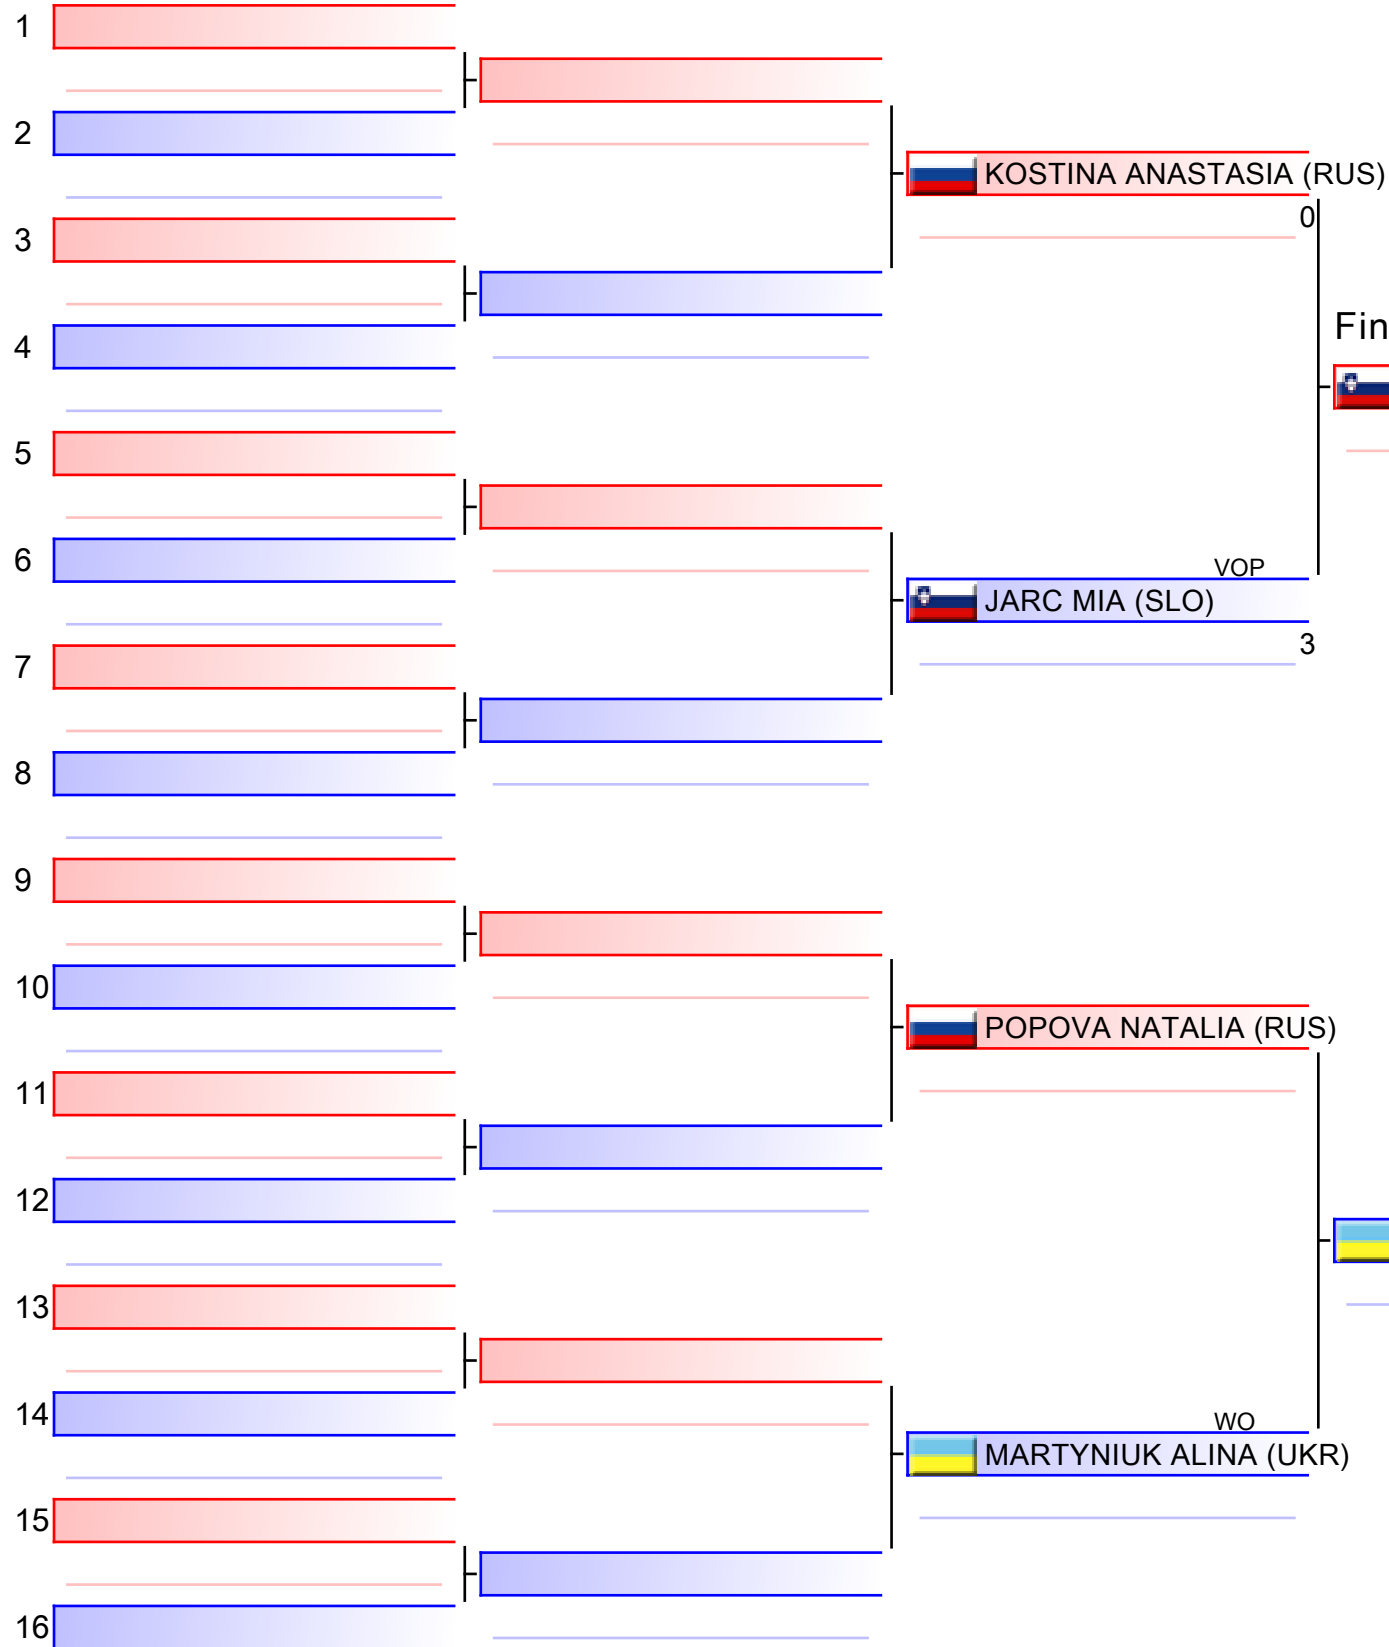 1
2
KOSTINA ANASTASIA (RUS)
0
3
Fin
4
5
6
VOP
JARC MIA (SLO)
3
7
8
9
10
POPOVA NATALIA (RUS)
11
12
13
14
WO
MARTYNIUK ALINA (UKR)
15
16